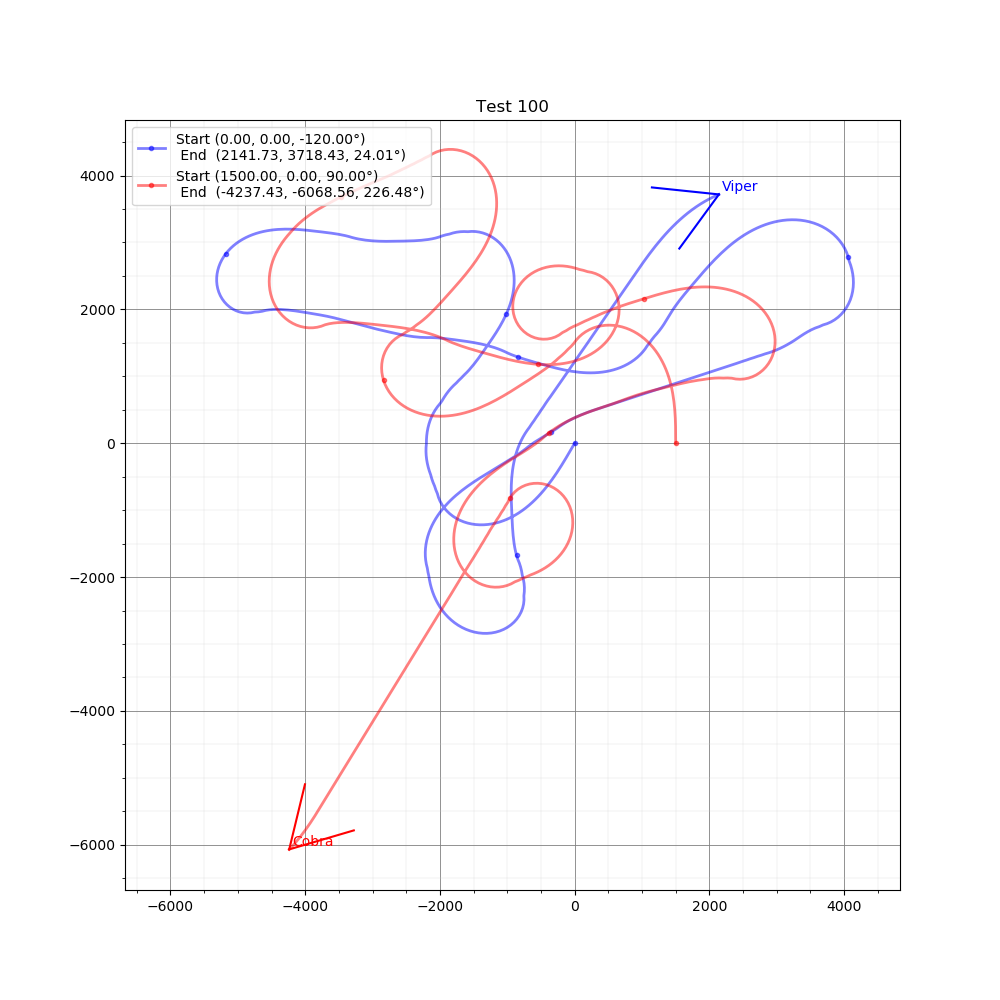 Test 100
Start (0.00, 0.00, -120.00°)
End (2141.73, 3718.43, 24.01°)
Start (1500.00, 0.00, 90.00°)
End (-4237.43, -6068.56, 226.48°)
Viper
Cobra
4000
2000
0
−2000
−4000
−6000
−6000
−4000
−2000
0
2000
4000